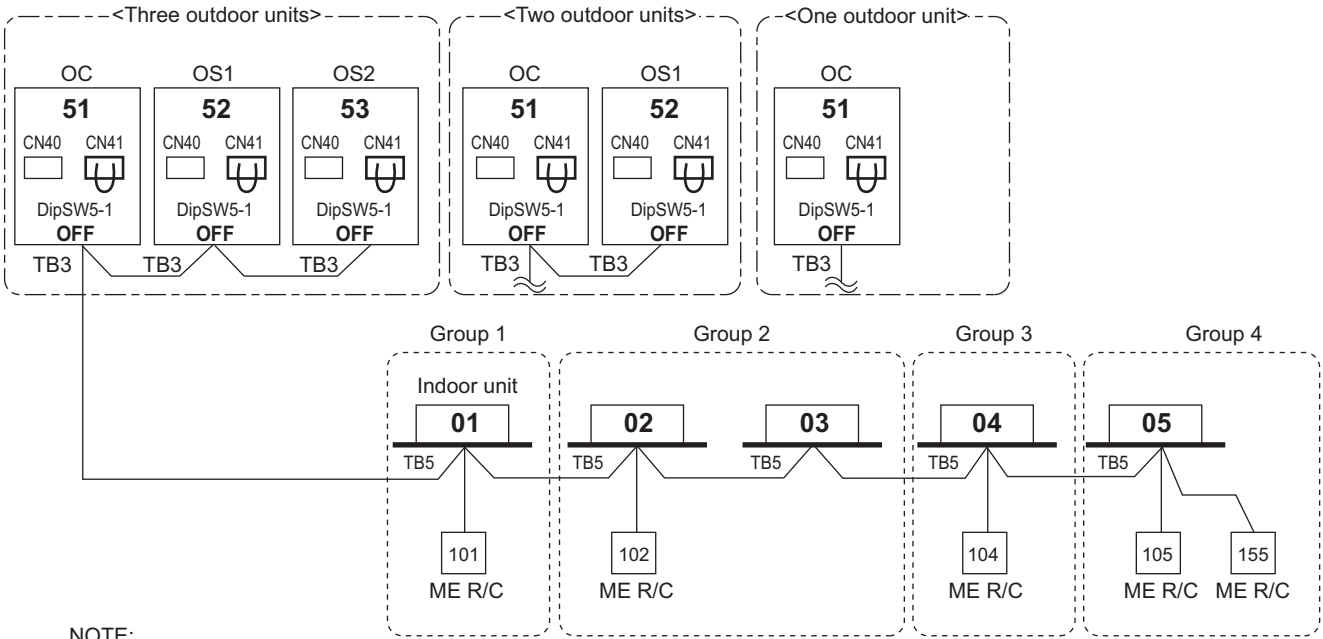 <Three outdoor units> <Two outdoor units> <One outdoor unit>
OC OS1 OS2 OC OS1 OC
51 52 53 51 52 51
CN40 CN41 CN40 CN41 CN40 CN41 CN40 CN41 CN40 CN41 CN40 CN41
DipSW5-1 DipSW5-1 DipSW5-1 DipSW5-1 DipSW5-1 DipSW5-1
OFF OFF OFF OFF OFF OFF
TB3 TB3 TB3 TB3 TB3 TB3
Group 1 Group 2 Group 3 Group 4
Indoor unit
01 02 03 04 05
TB5 TB5 TB5 TB5 TB5
101 102 104 105 155
ME R/C ME R/C ME R/C ME R/C ME R/C
NOTE: